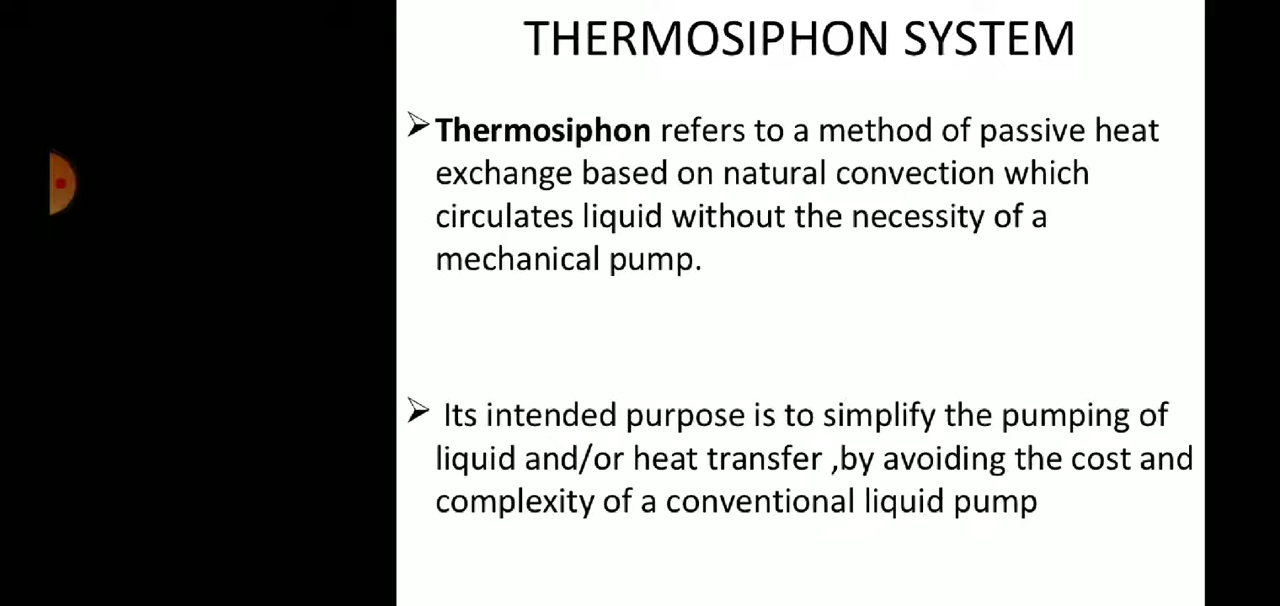 THERMOSIPHON SYSTEM
➢Thermosiphon refers to a method of passive heat
exchange based on natural convection which
circulates liquid without the necessity of a
mechanical pump.
➢ Its intended purpose is to simplify the pumping of
liquid and/or heat transfer ,by avoiding the cost and
complexity of a conventional liquid pump